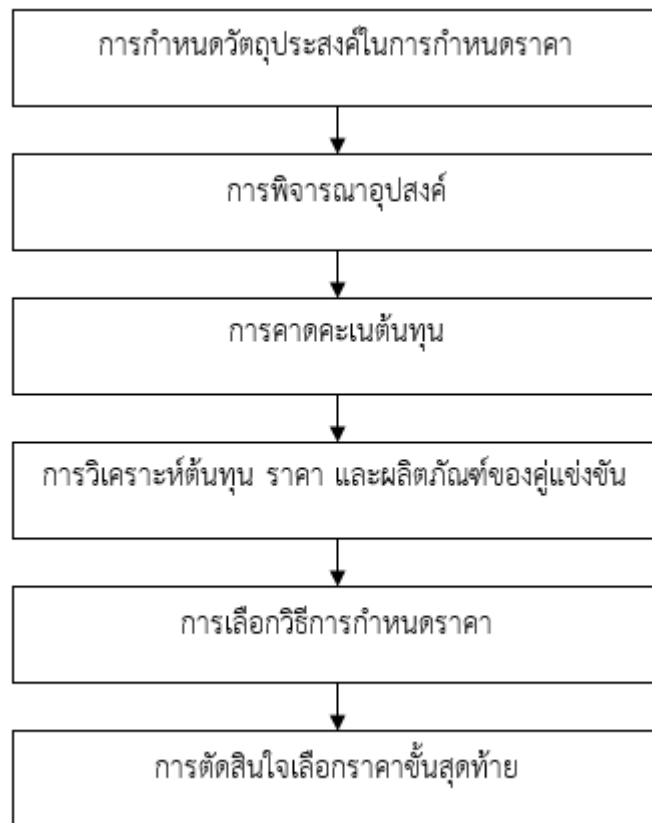 การกำหนดวัตถุประสงค์ในการกำหนดราคา
การพิจารณาอุปสงค์
การคาดคะเนต้นทุน
การวิเคราะห์ต้นทุน ราคา และผลิตภัณฑ์ของคู่แข่งขัน
การเลือกวิธีการกำหนดราคา
การตัดสินใจเลือกราคาขั้นสุดท้าย